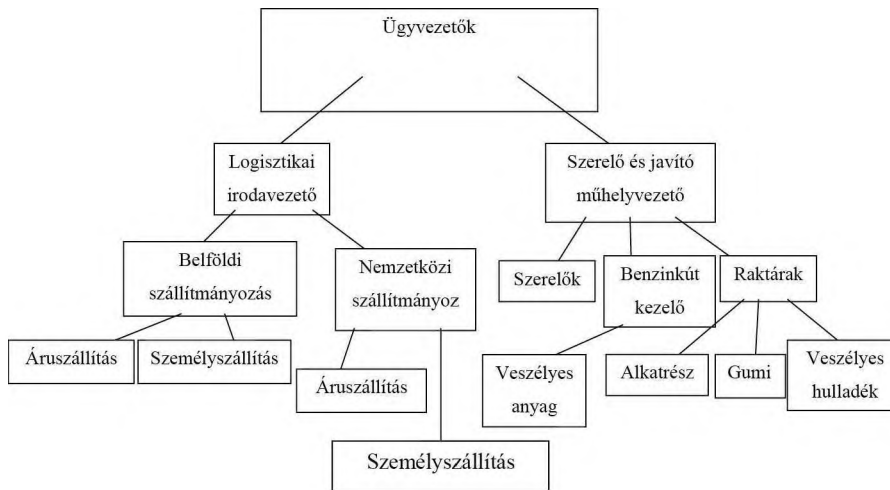 Ügyvezetők
Logisztikai
irodavezető
Szerelő és javító
műhelyvezető
Belföldi
szállítmányozás
Nemzetközi
szállítmányoz
Szerelők
Benzinkút
kezelő
Raktárak
Áruszállítás
Személyszállítás
Áruszállítás
Veszélyes
anyag
Alkatrész
Gumi
Veszélyes
hulladék
Személyszállítás